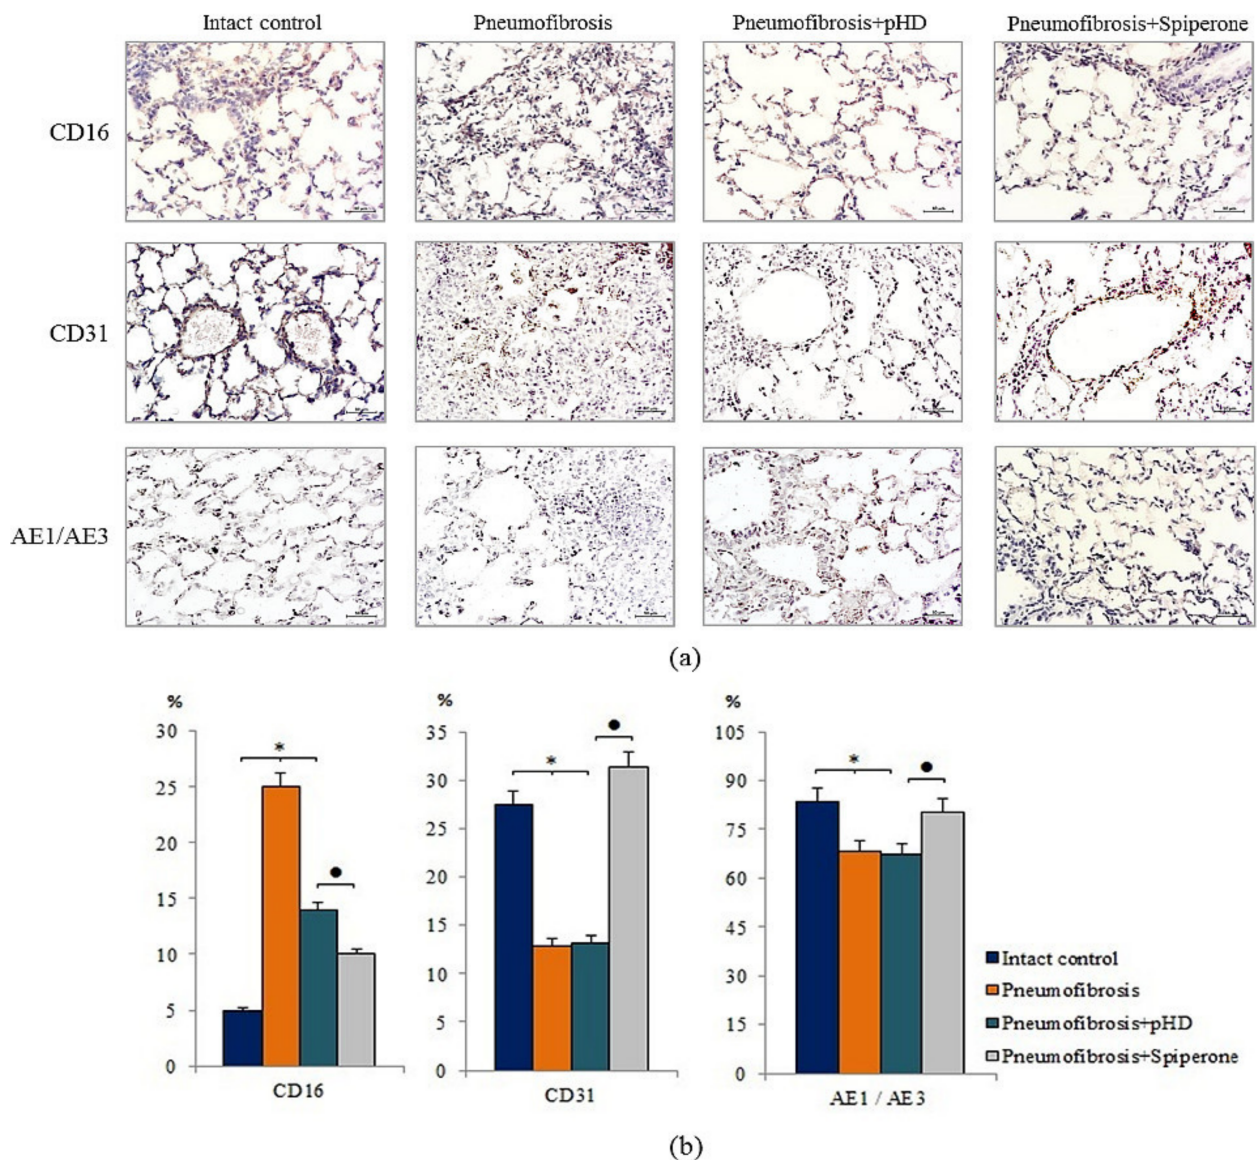 Intact control Pneumofibrosis Pneumofibrosis+pHD Pneumofibrosis+Spiperone
CD16
CD31
AE1/AE3
(a)
% % %
30
25
20
15
10
5
0
CD16
35
30
25
20
15
10
5
0
CD31
105
90
75
60
45
30
15
0
AE1 / AE3
* ●
* ●
* ●
Intact control
Pneumofibrosis
Pneumofibrosis+pHD
Pneumofibrosis+Spiperone
(b)